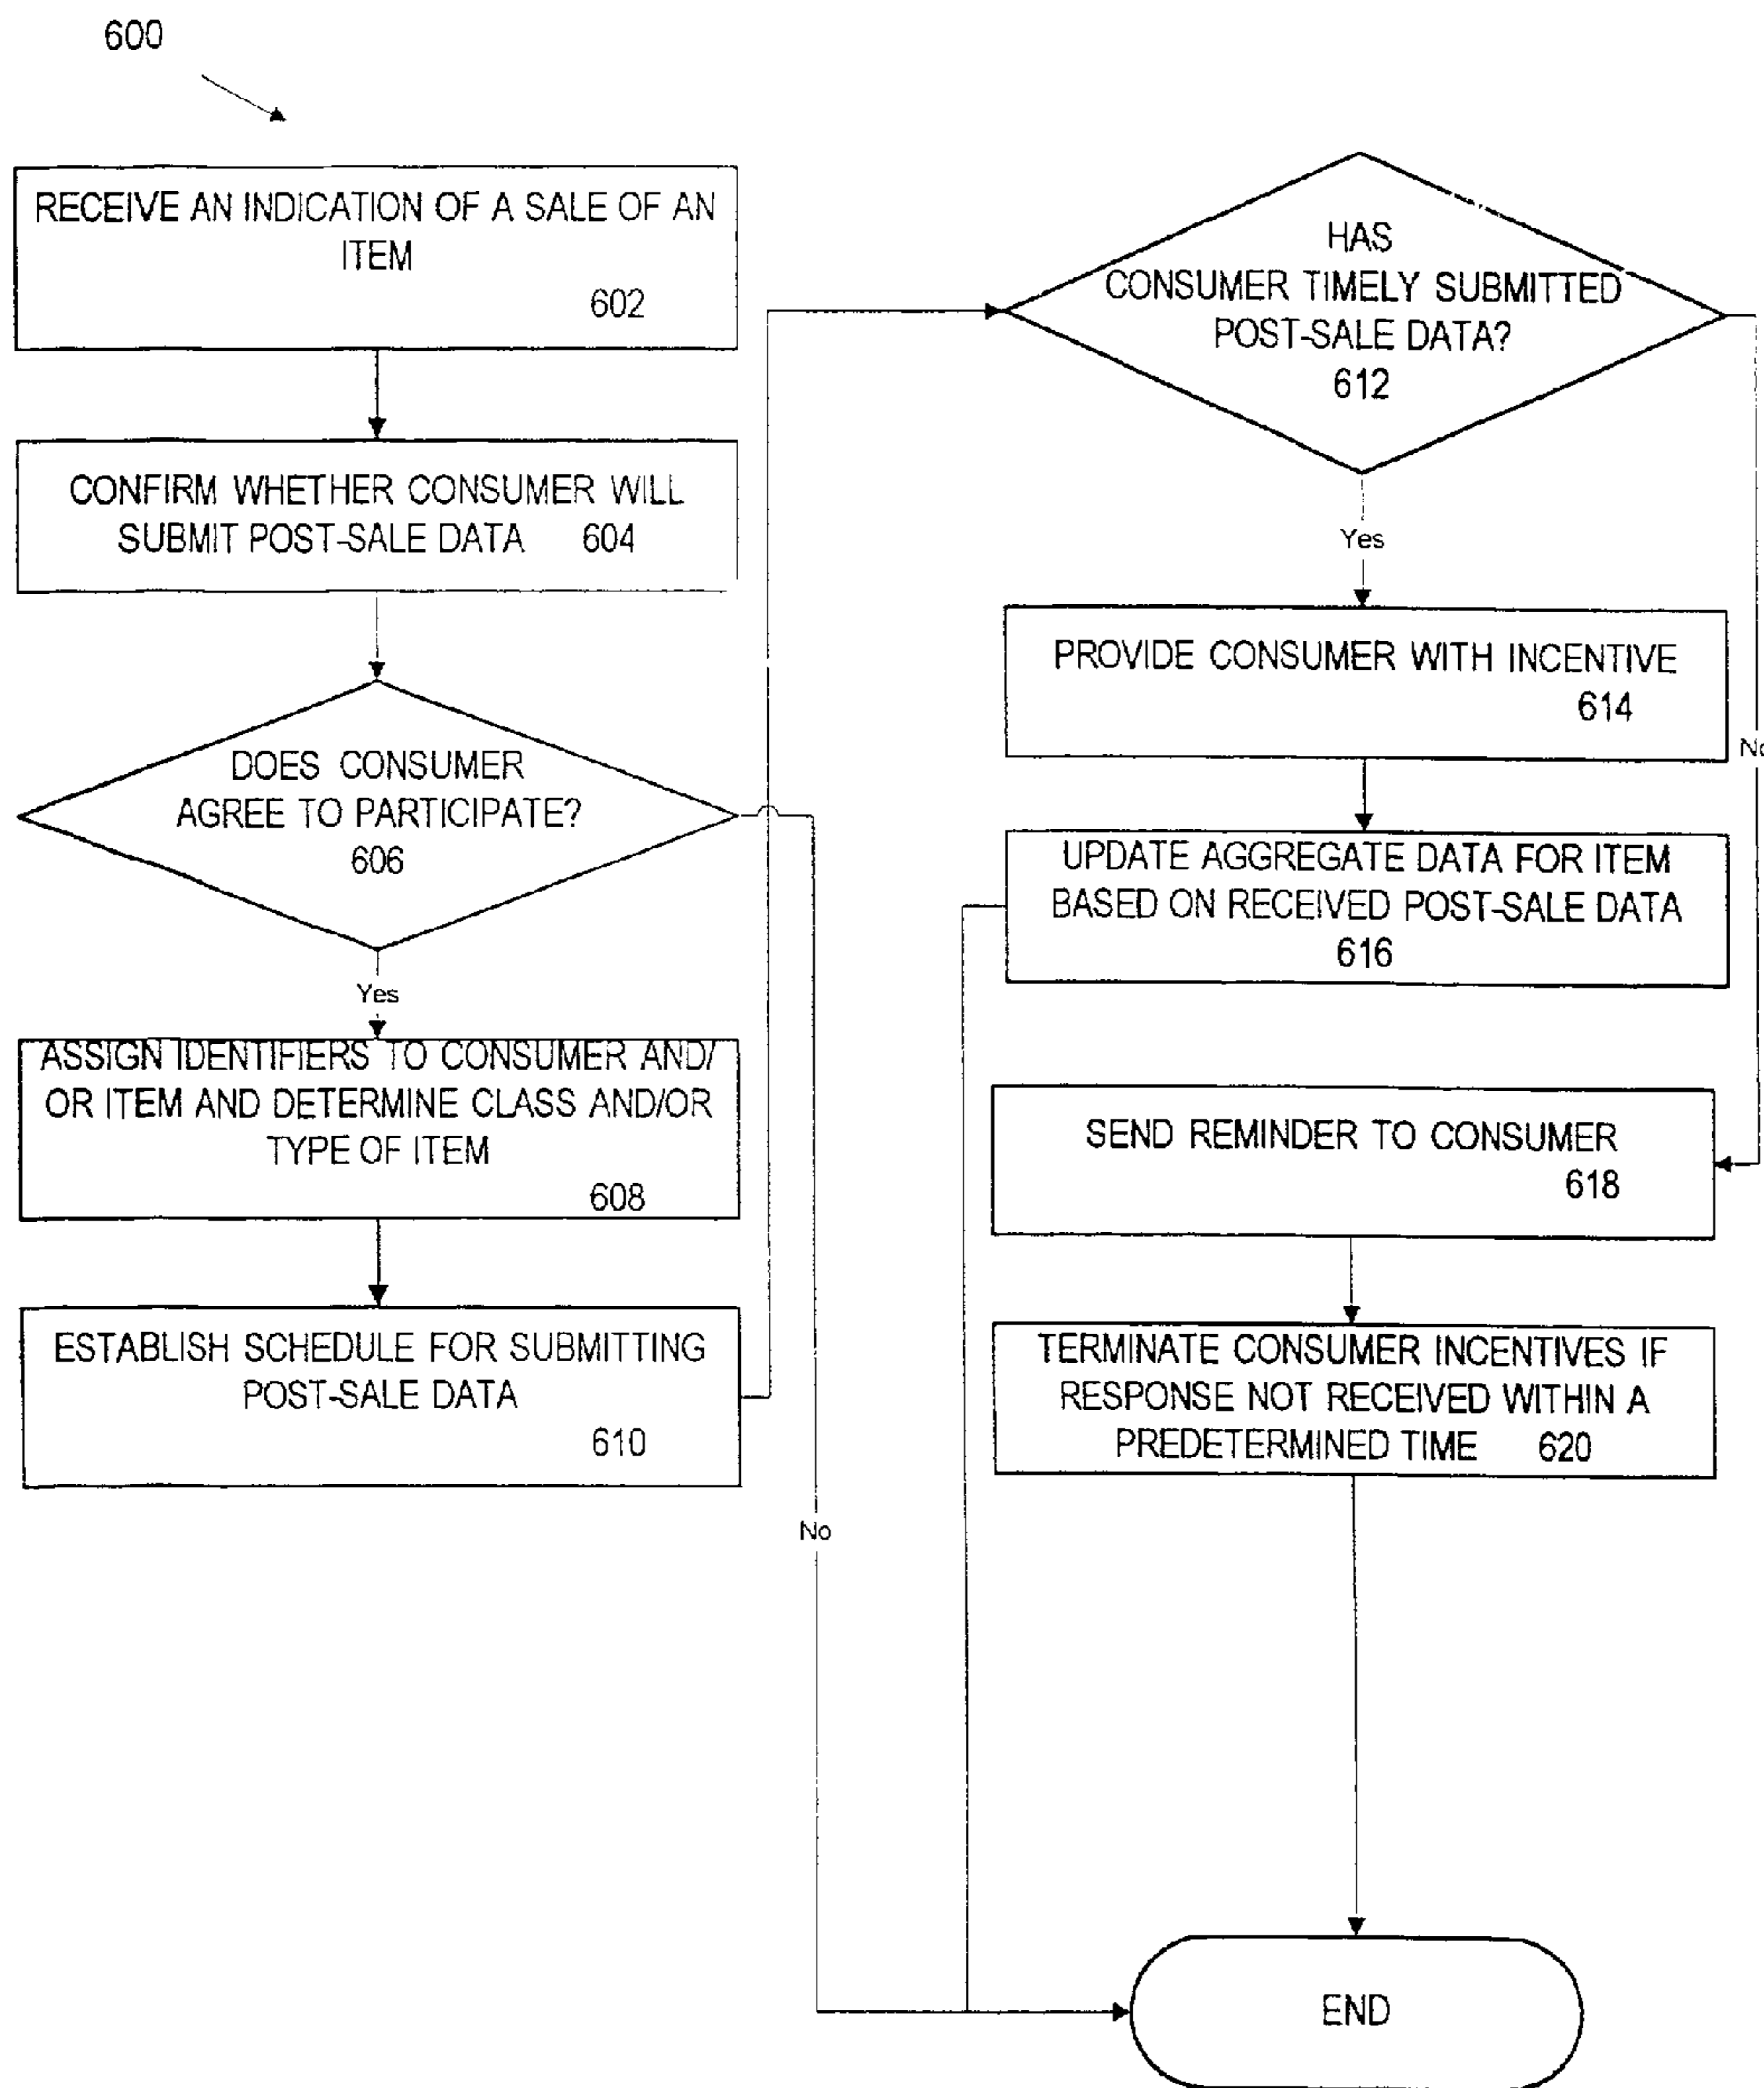 600
RECEIVE AN INDICATION OF A SALE OF AN
ITEM
602
CONFIRM WHETHER CONSUMER WILL
SUBMIT POST-SALE DATA 604
DOES CONSUMER
AGREE TO PARTICIPATE?
606
Yes
No
ASSIGN IDENTIFIERS TO CONSUMER AND/
OR ITEM AND DETERMINE CLASS AND/OR
TYPE OF ITEM
608
ESTABLISH SCHEDULE FOR SUBMITTING
POST-SALE DATA
610
HAS
CONSUMER TIMELY SUBMITTED
POST-SALE DATA?
612
Yes
No
PROVIDE CONSUMER WITH INCENTIVE
614
UPDATE AGGREGATE DATA FOR ITEM
BASED ON RECEIVED POST-SALE DATA
616
SEND REMINDER TO CONSUMER
618
TERMINATE CONSUMER INCENTIVES IF
RESPONSE NOT RECEIVED WITHIN A
PREDETERMINED TIME 620
END